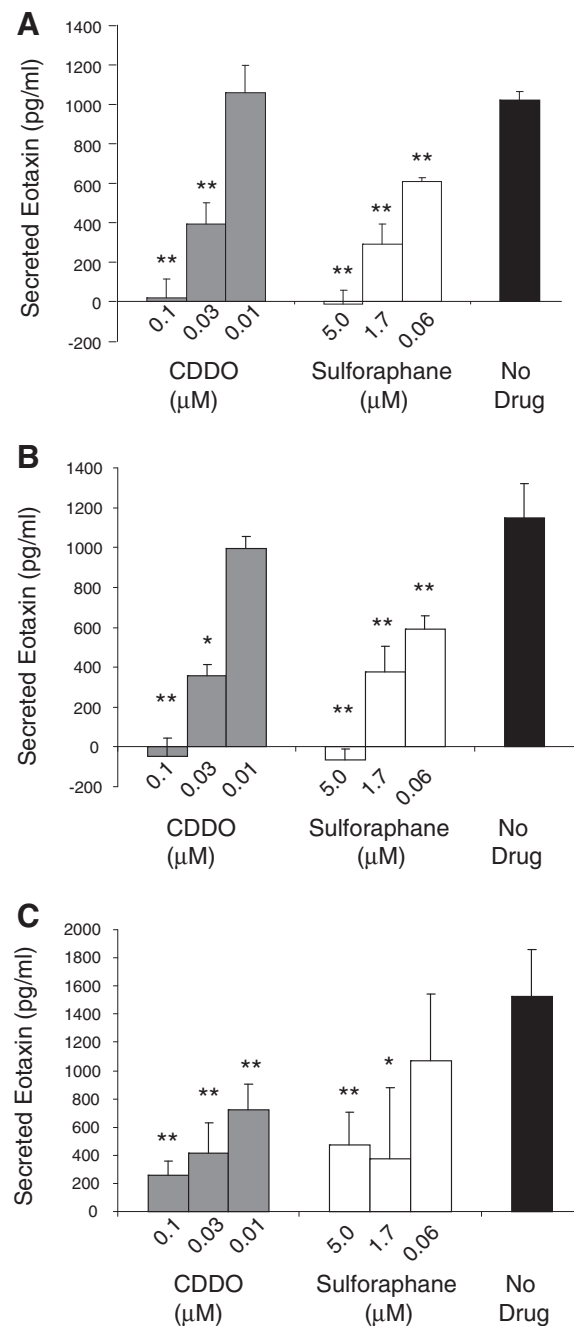 A
Secreted Eotaxin (pg/ml)
1400
1200
1000
800
600
400
200
0
-200
**
**
**
**
**
0.1
0.03
0.01
5.0
1.7
0.06
CDDO
(μM)
Sulforaphane
(μM)
No
Drug
B
Secreted Eotaxin (pg/ml)
1400
1200
1000
800
600
400
200
0
-200
**
*
**
**
**
0.1
0.03
0.01
5.0
1.7
0.06
CDDO
(μM)
Sulforaphane
(μM)
No
Drug
C
Secreted Eotaxin (pg/ml)
2000
1800
1600
1400
1200
1000
800
600
400
200
0
**
**
**
**
*
0.1
0.03
0.01
5.0
1.7
0.06
CDDO
(μM)
Sulforaphane
(μM)
No
Drug